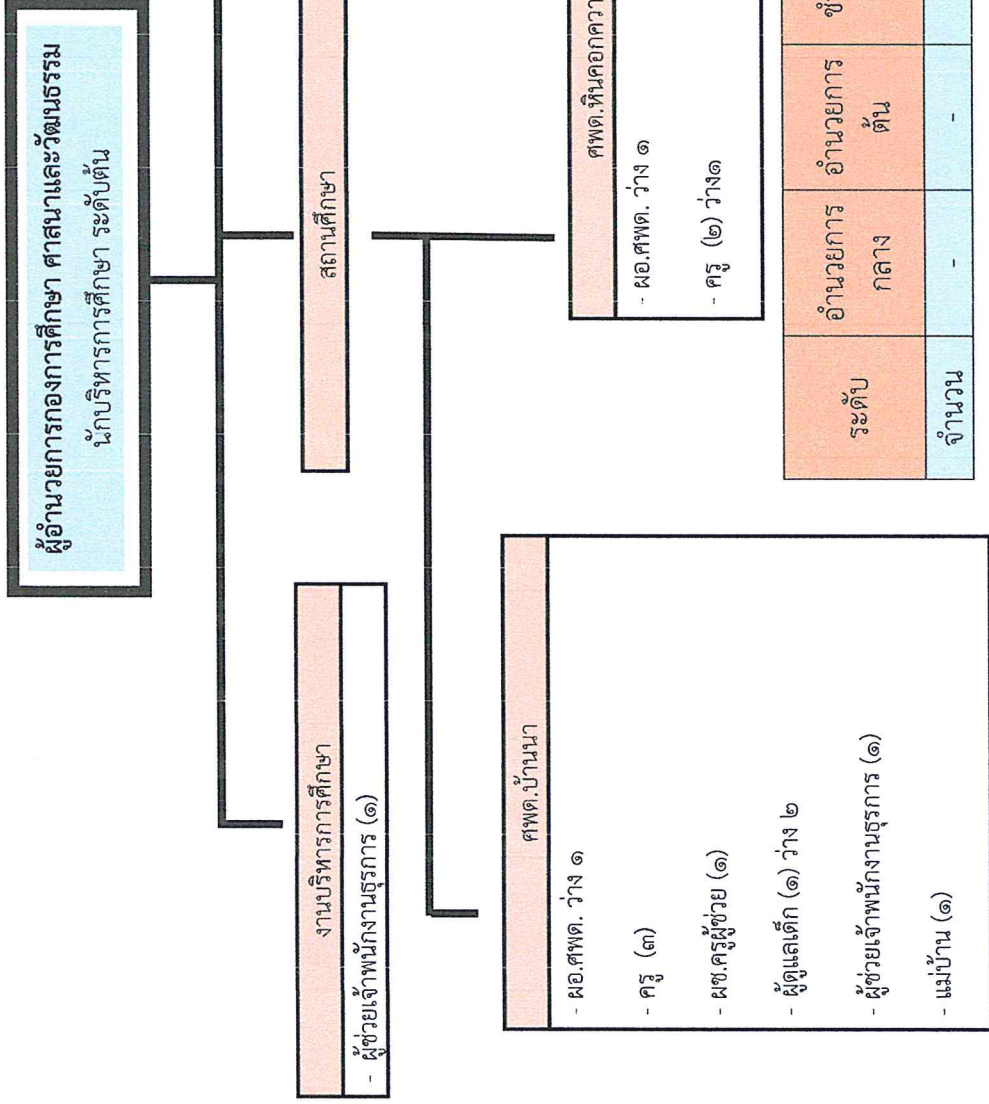 ผู้อำนวยการกองการศึกษา ศาสนาและวัฒนธรรม
นักบริหารการศึกษา ระดับต้น
งานบริหารการศึกษา
- ผู้ช่วยเจ้าพนักงานธุรการ (๑)
สถานศึกษา
ศพด.บ้านนา
- ผอ.ศพด. ว่าง ๑
- ครู (๓)
- ผช.ครูผู้ช่วย (๑)
- ผู้ดูแลเด็ก (๑) ว่าง ๒
- ผู้ช่วยเจ้าพนักงานธุรการ (๑)
- แม่บ้าน (๑)
ศพด.หินคอกควา
- ผอ.ศพด. ว่าง ๑
- ครู (๒) ว่าง๑
ระดับ
อำนวยการ
กลาง
อำนวยการ
ต้น
จำนวน
-
-